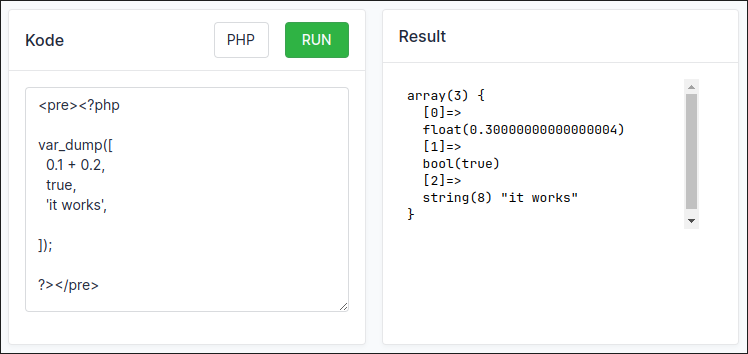 Kode
PHP
RUN
<pre><?php
var_dump([
0.1 + 0.2,
true,
'it works',
]);
?></pre>
Result
array(3) {
[0]=>
float(0.30000000000000004)
[1]=>
bool(true)
[2]=>
string(8) "it works"
}